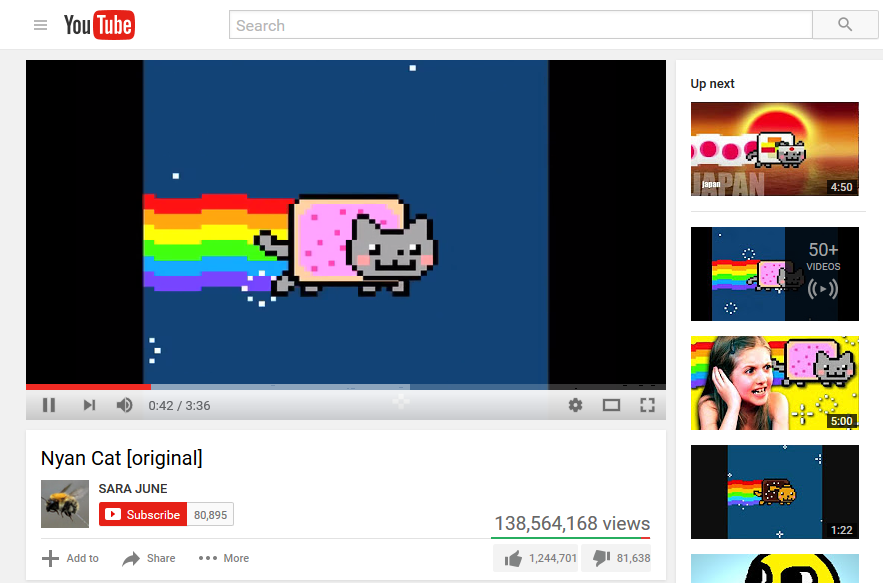 YouTube
Search
Up next
japan
JAPAN
4:50
50+
VIDEOS
5:00
1:22
0:42 / 3:36
Nyan Cat [original]
SARA JUNE
Subscribe 80,895
138,564,168 views
Add to Share More 1,244,701 81,638